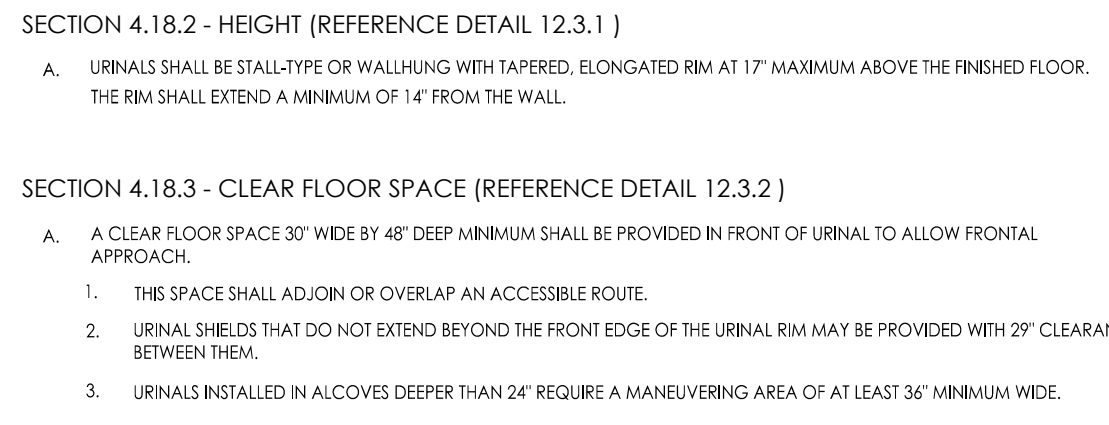 SECTION 4.18.2 - HEIGHT (REFERENCE DETAIL 12.3.1 )
A. URINALS SHALL BE STALL-TYPE OR WALLHUNG WITH TAPERED, ELONGATED RIM AT 17" MAXIMUM ABOVE THE FINISHED FLOOR.
THE RIM SHALL EXTEND A MINIMUM OF 14" FROM THE WALL.
SECTION 4.18.3 - CLEAR FLOOR SPACE (REFERENCE DETAIL 12.3.2 )
A. A CLEAR FLOOR SPACE 30" WIDE BY 48" DEEP MINIMUM SHALL BE PROVIDED IN FRONT OF URINAL TO ALLOW FRONTAL
APPROACH.
1. THIS SPACE SHALL ADJOIN OR OVERLAP AN ACCESSIBLE ROUTE.
2. URINAL SHIELDS THAT DO NOT EXTEND BEYOND THE FRONT EDGE OF THE URINAL RIM MAY BE PROVIDED WITH 29"
BETWEEN THEM.
3. URINALS INSTALLED IN ALCOVES DEEPER THAN 24" REQUIRE A MANEUVERING AREA OF AT LEAST 36" MINIMUM WIDE.